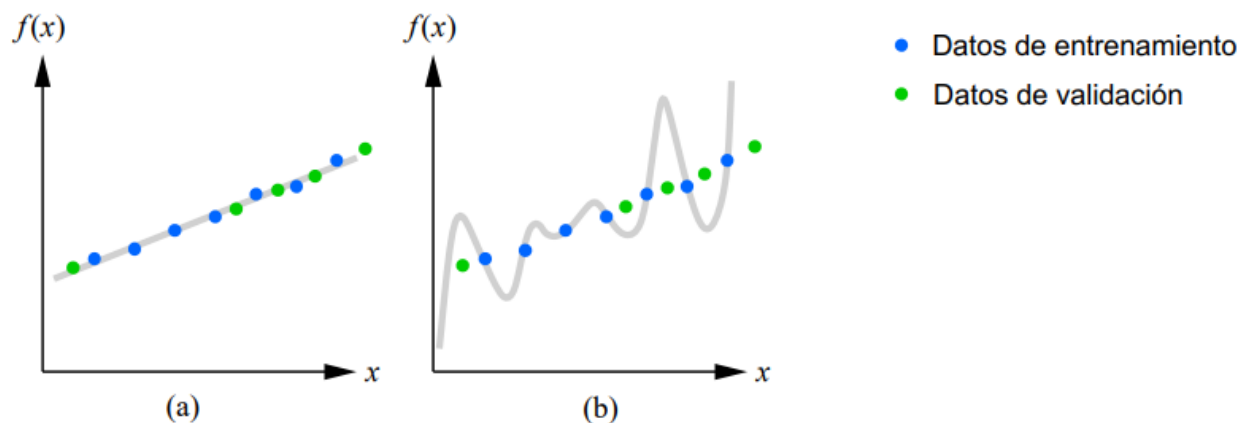 f(x)
f(x)
Datos de entrenamiento
Datos de validación
x
x
(a)
(b)